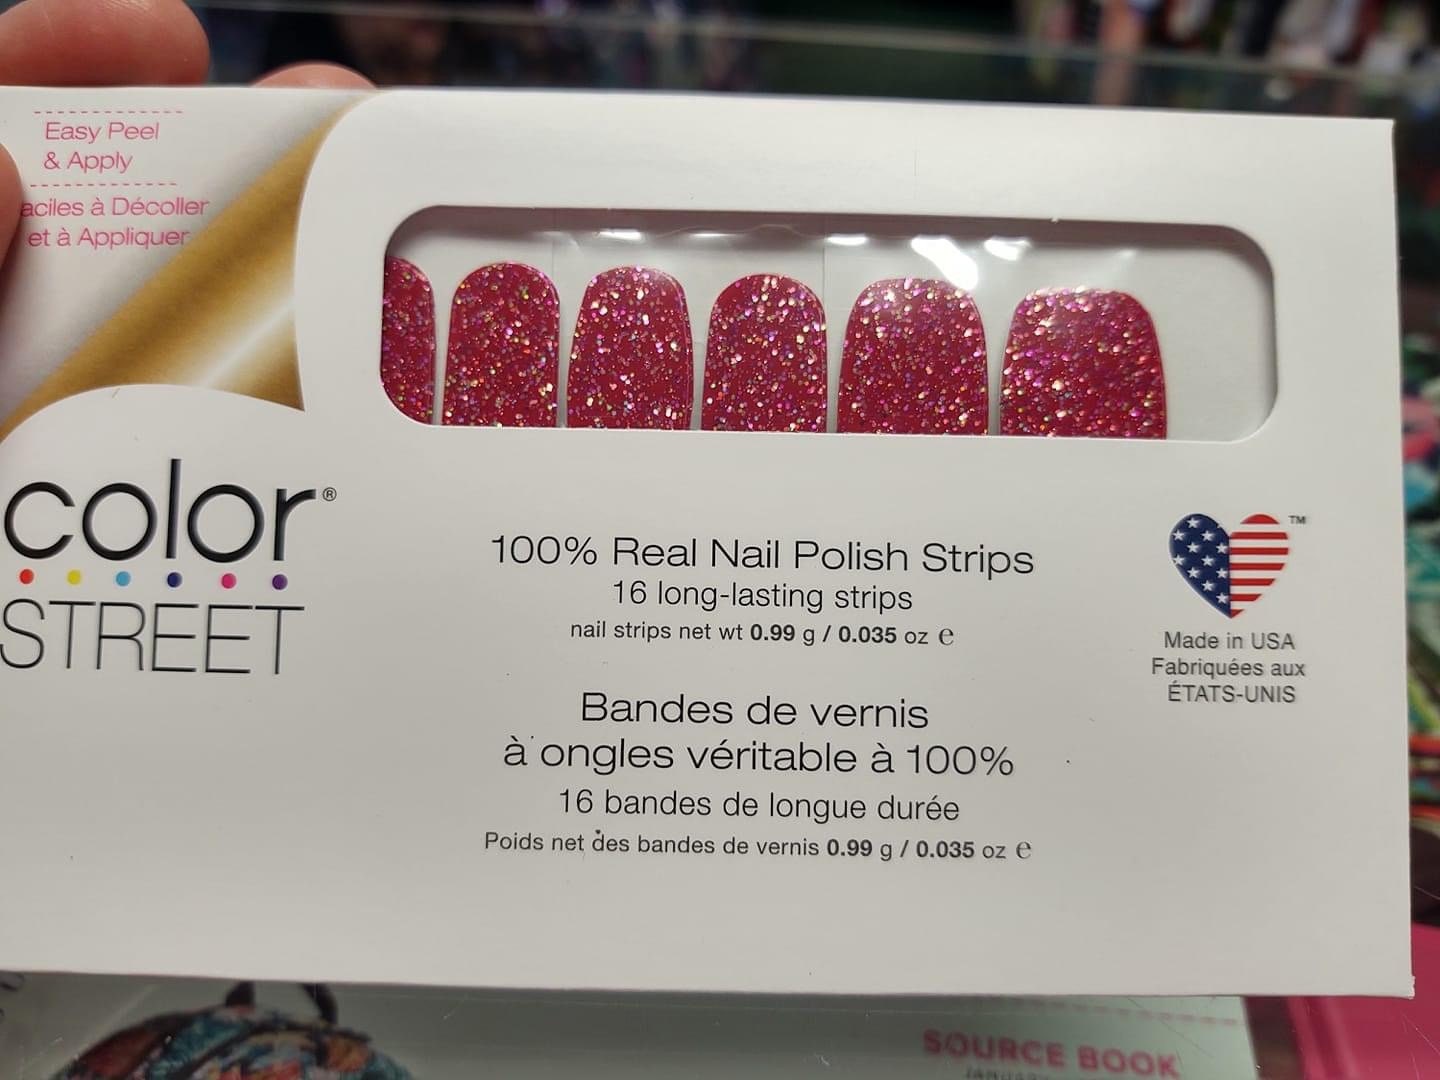 Easy Peel
& Apply
aciles à Décoller
et à Appliquer
color®
STREET
100% Real Nail Polish Strips
16 long-lasting strips
nail strips net wt 0.99 g / 0.035 oz ℮
Bandes de vernis
à ongles véritable à 100%
16 bandes de longue durée
Poids net des bandes de vernis 0.99 g / 0.035 oz ℮
TM
Made in USA
Fabriquées aux
ÉTATS-UNIS
SOURCE BOOK